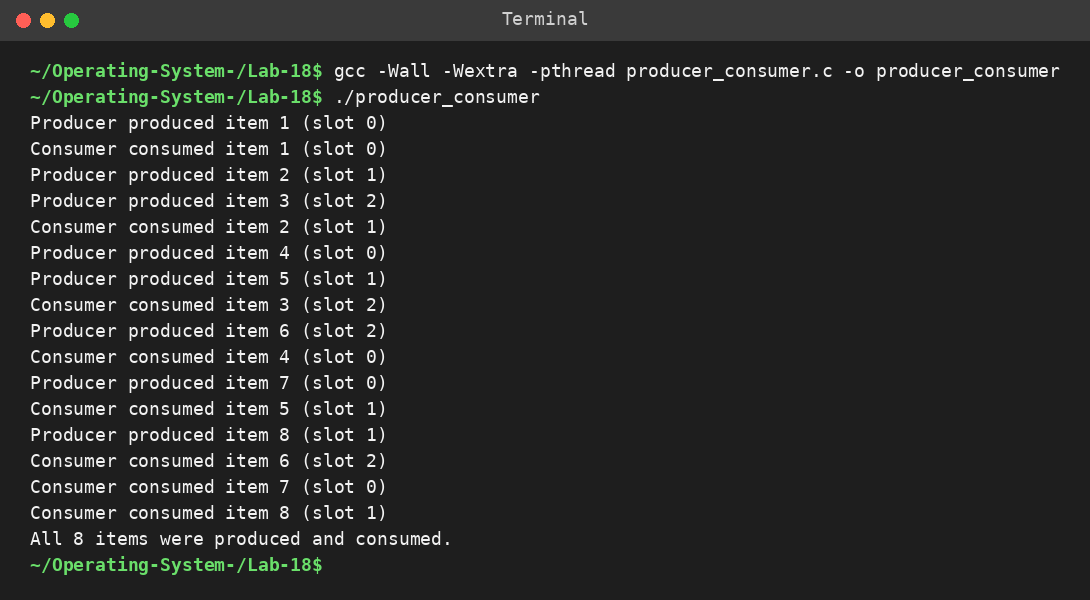 Terminal
~/Operating-System-/Lab-18$ gcc -Wall -Wextra -pthread producer_consumer.c -o producer_consumer
~/Operating-System-/Lab-18$ ./producer_consumer
Producer produced item 1 (slot 0)
Consumer consumed item 1 (slot 0)
Producer produced item 2 (slot 1)
Producer produced item 3 (slot 2)
Consumer consumed item 2 (slot 1)
Producer produced item 4 (slot 0)
Producer produced item 5 (slot 1)
Consumer consumed item 3 (slot 2)
Producer produced item 6 (slot 2)
Consumer consumed item 4 (slot 0)
Producer produced item 7 (slot 0)
Consumer consumed item 5 (slot 1)
Producer produced item 8 (slot 1)
Consumer consumed item 6 (slot 2)
Consumer consumed item 7 (slot 0)
Consumer consumed item 8 (slot 1)
All 8 items were produced and consumed.
~/Operating-System-/Lab-18$